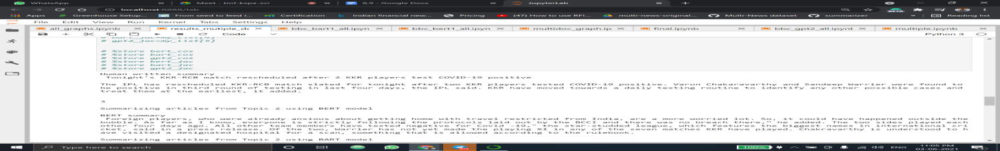 WhatsApp
Meet - tmf-kspa-xvi
8,9 - Google Docs
JupyterLab
localhost:8888/lab
BETA
Apps
Greenhouse Setup...
From seed to feed i...
Certification
Indian financial new...
Pricing
(47) How to use RFI...
multi-news-original...
Multi-News dataset
summarizer
Reading list
File Edit View Run Kernel Tabs Settings Help
all_graphs.ipynb
results_mutiple_dc
bbc_bart1_all.ipyn
bbc_bert1_all.ipyn
multidoc_graph.ip
final.ipynb
bbc_gpt2_all.ipynt
multiple.ipynb
Code
Python 3
# gpt2_jac=my_list[5]
# %store bert_cos
# %store bart_cos
# %store gpt2_cos
# %store bert_jac
# %store bart_jac
# %store gpt2_jac
Human written summary
Tonight's KKR-RCB match rescheduled after 2 KKR players test COVID-19 positive
The IPL has rescheduled KKR-RCB match slated for tonight after two KKR players tested COVID-19 positive. Varun Chakaravarthy and Sandeep Warrier were found to
be positive in third round of testing in last four days, the IPL said. KKR have moved towards a daily testing routine to identify any other possible cases and
treat them at the earliest, it added.
3
Summarizing articles from Topic 2 using BERT model
BERT summary
Foreign players, who were already anxious about getting home with travel restricted from India, are a more worried lot. So, it could have happened outside the
bubble. As far as I know, everyone is strictly following the protocols laid out by the BCCI and there was no breach there," he added. The two sides played each
other four days ago. All other team members have tested negative for Covid -19," the star-studded league, which features the biggest names in international cri
cket, said in a press release. Of the two, Warrier has not yet made the playing XI in any of the seven matches KKR have played. Chakaravarthy is understood to h
ave visited a designated hospital for a scan, something that is allowed according to the rulebook.
Summarizing articles from Topic 2 using BART model
Type here to search
100%
ENG
11:05 PM
03-06-2021